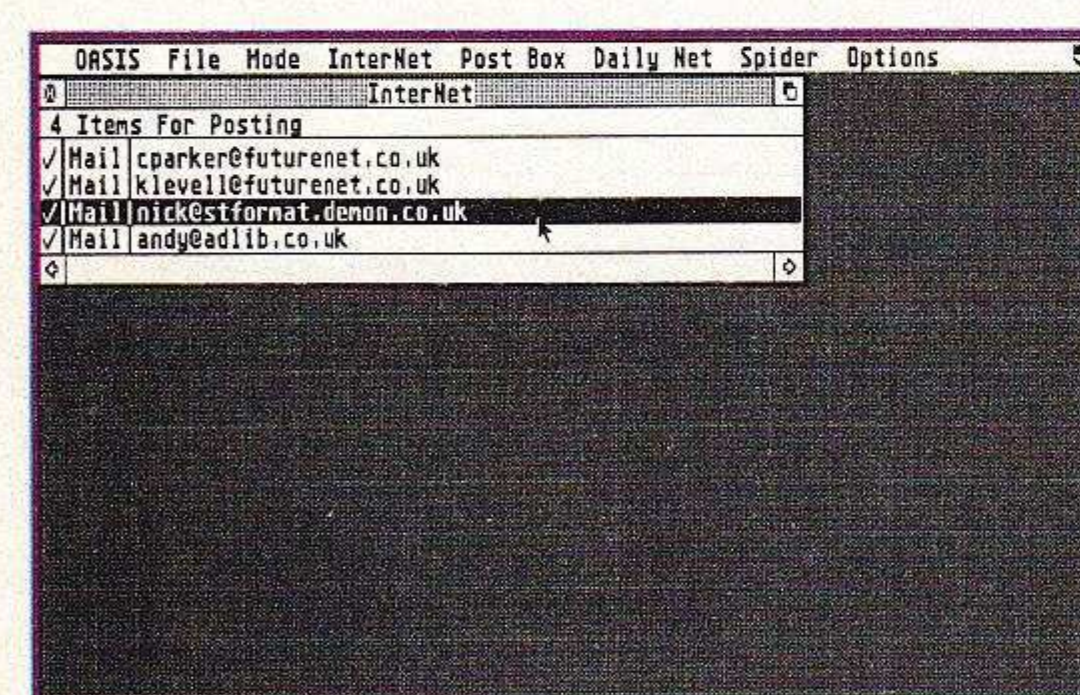 OASIS File Mode InterNet Post Box Daily Net Spider Options
InterNet
4 Items For Posting
✓ Mail cparker@futurenet.co.uk
✓ Mail klevell@futurenet.co.uk
✓ Mail nick@stformat.demon.co.uk
✓ Mail andy@adlib.co.uk